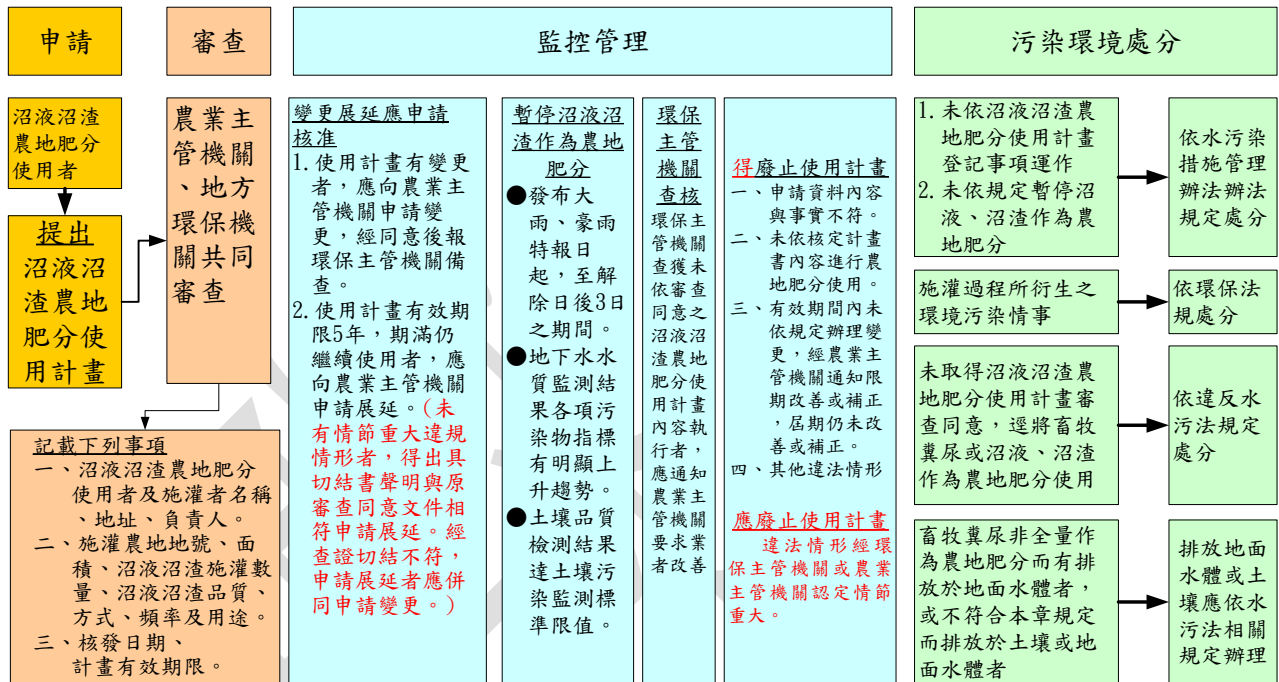 申請
審查
監控管理
污染環境處分
沼液沼渣
農地肥分
使用者
提出
沼液沼
渣農地
肥分使
用計畫
農業主
管機關
、地方
環保機
關共同
審查
記載下列事項
一、沼液沼渣農地肥分
使用者及施灌者名稱
、地址、負責人。
二、施灌農地地號、面
積、沼液沼渣施灌數
量、沼液沼渣品質、
方式、頻率及用途。
三、核發日期、
計畫有效期限。
變更展延應申請
核准
1.使用計畫有變更
者，應向農業主
管機關申請變
更，經同意後報
環保主管機關備
查。
2.使用計畫有效期
限5年，期滿仍
繼續使用者，應
向農業主管機關
申請展延。(未
有情節重大違規
情形者，得出具
切結書聲明與原
審查同意文件相
符申請展延。經
查證切結不符，
申請展延者應併
同申請變更。)
暫停沼液沼
渣作為農地
肥分
●發布大
雨、豪雨
特報日
起，至解
除日後3日
之期間。
●地下水水
質監測結
果各項污
染物指標
有明顯上
升趨勢。
●土壤品質
檢測結果
達土壤污
染監測標
準限值。
環保
主管
機關
查核
環保主
管機關
查獲未
依審查
同意之
沼液沼
渣農地
肥分使
用計畫
內容執
行者，
應通知
農業主
管機關
要求業
者改善
得廢止使用計畫
一、申請資料內容
與事實不符。
二、未依核定計畫
書內容進行農
地肥分使用。
三、有效期間內未
依規定辦理變
更，經農業主
管機關通知限
期改善或補正
，屆期仍未改
善或補正。
四、其他違法情形
應廢止使用計畫
違法情形經環
保主管機關或農業
主管機關認定情節
重大。
1.未依沼液沼渣農
地肥分使用計畫
登記事項運作
2.未依規定暫停沼
液、沼渣作為農
地肥分
依水污染
措施管理
辦法辦法
規定處分
施灌過程所衍生之
環境污染情事
依環保法
規處分
未取得沼液沼渣農
地肥分使用計畫審
查同意，逕將畜牧
糞尿或沼液、沼渣
作為農地肥分使用
依違反水
污法規定
處分
畜牧糞尿非全量作
為農地肥分而有排
放於地面水體者，
或不符合本章規定
而排放於土壤或地
面水體者
排放地面
水體或土
壤應依水
污法相關
規定辦理